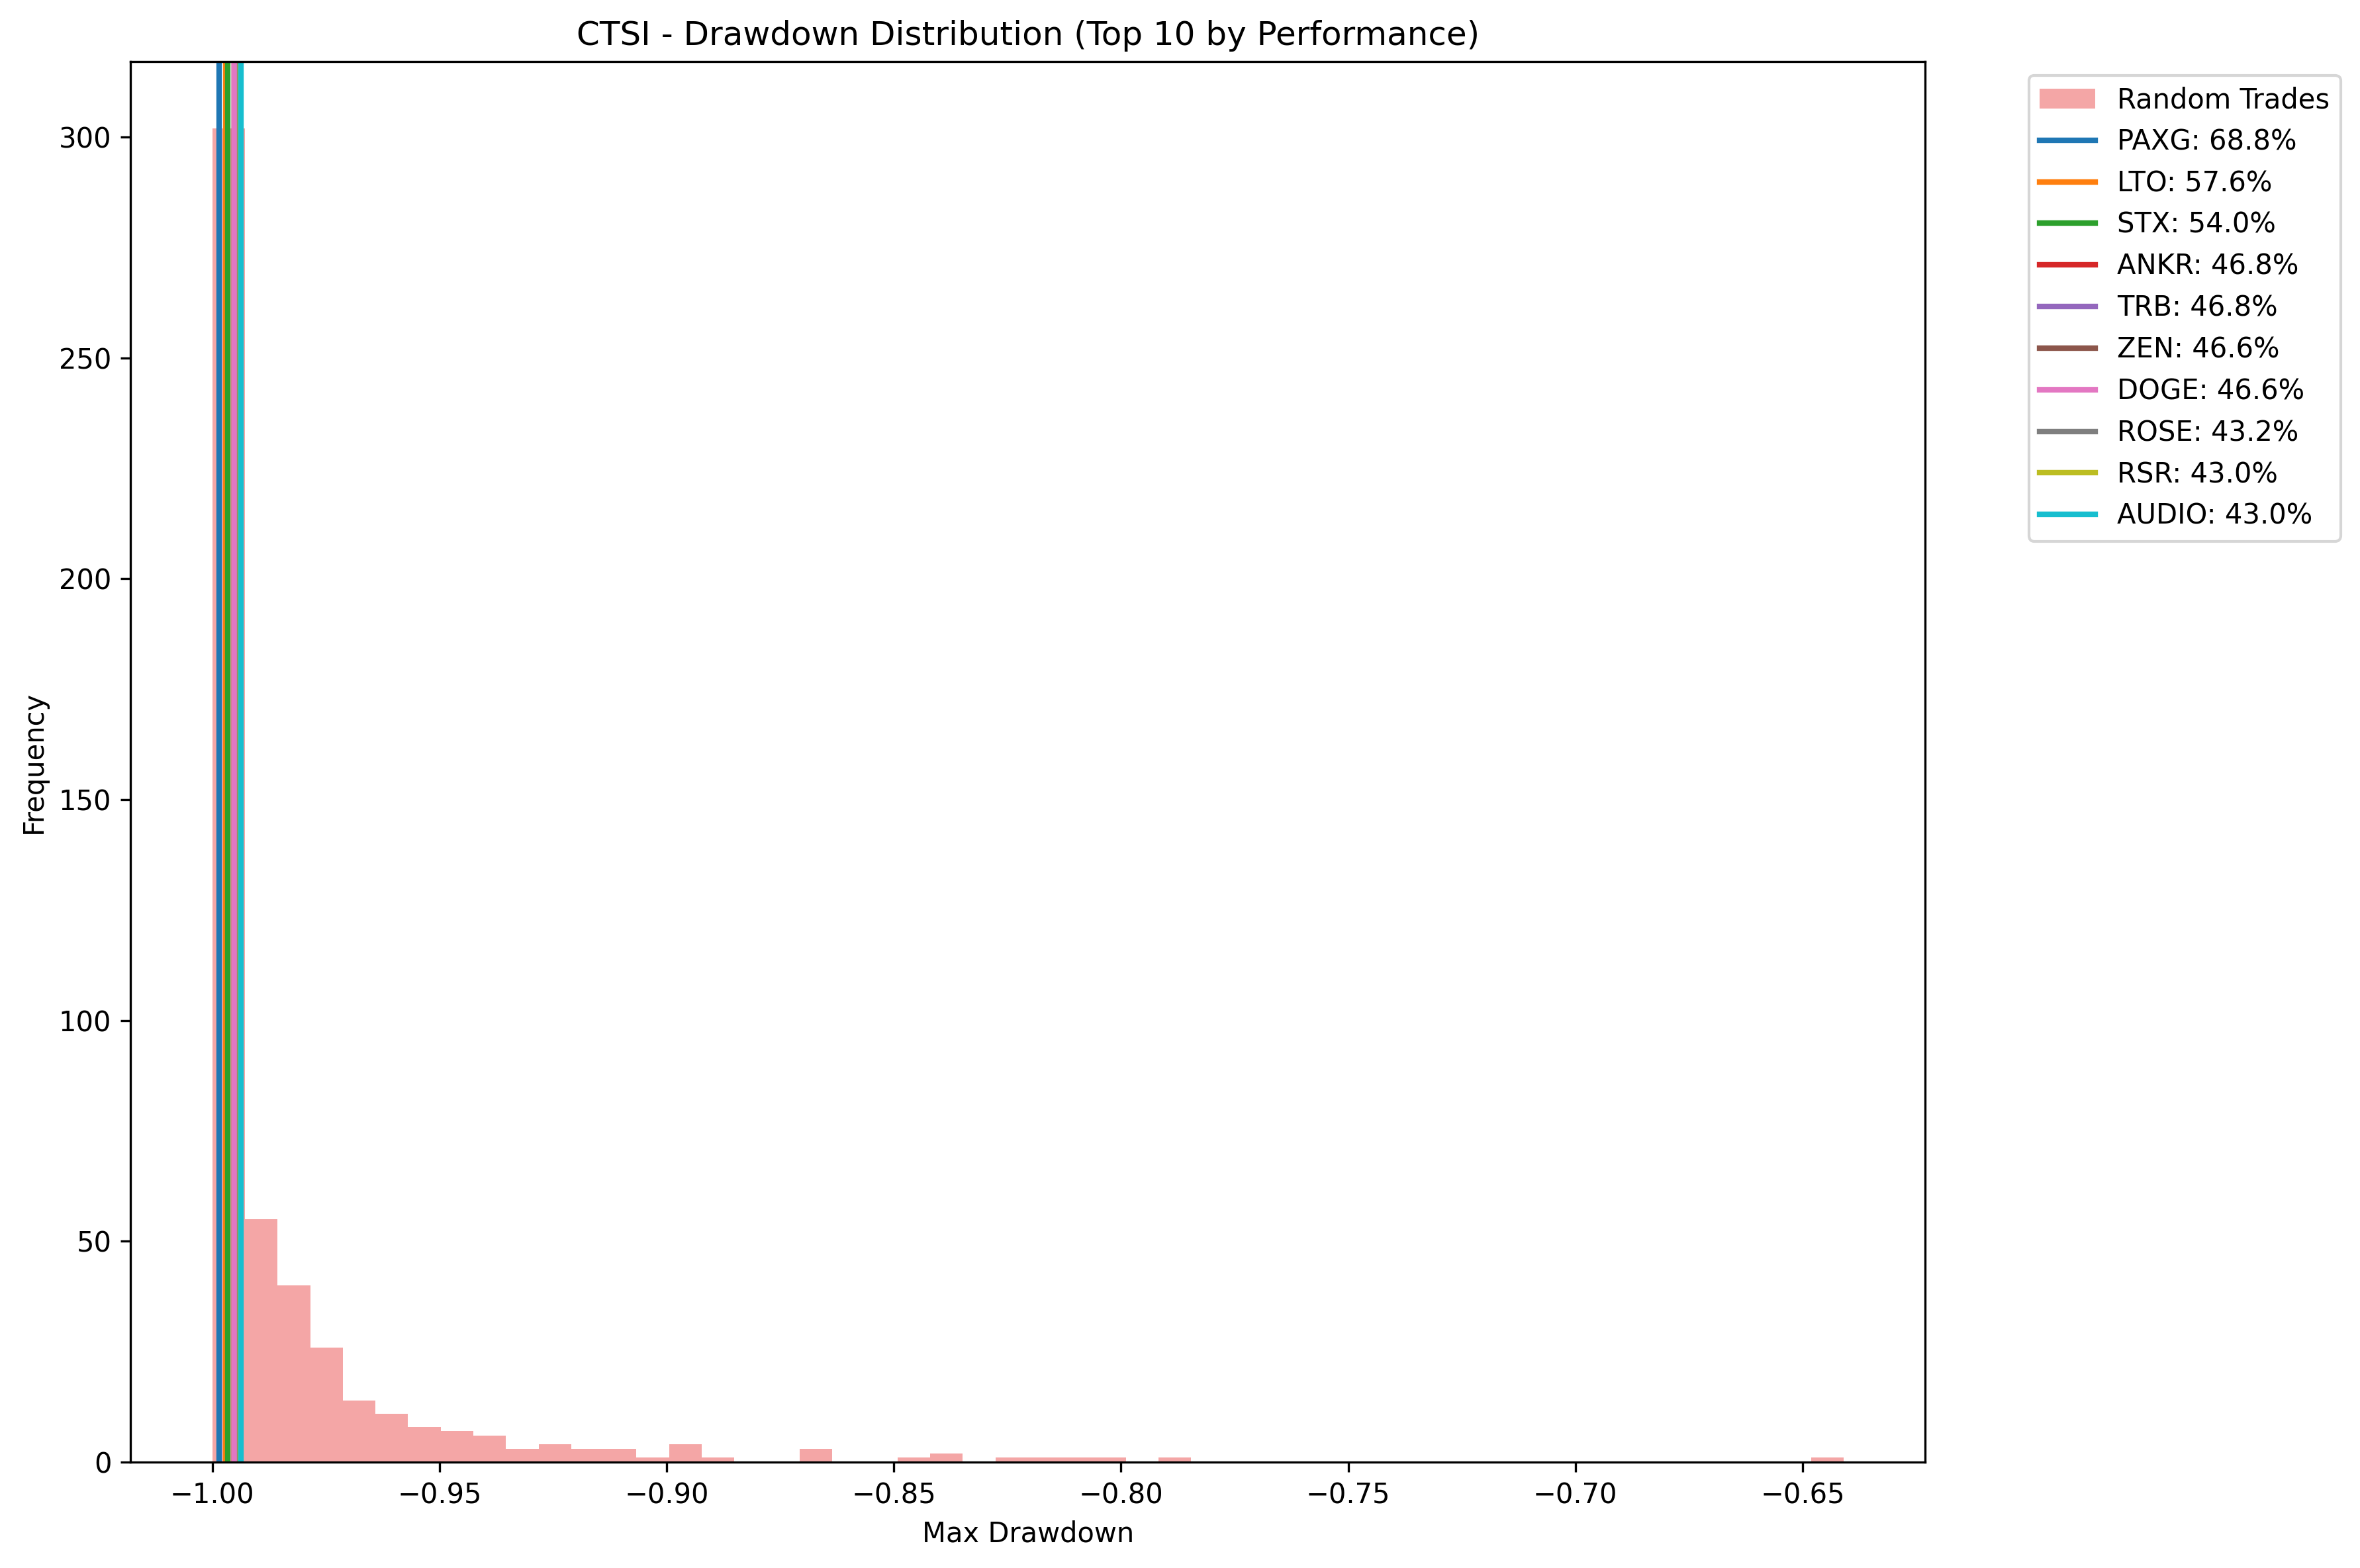 CTSI - Drawdown Distribution (Top 10 by Performance)
Random Trades
PAXG: 68.8%
LTO: 57.6%
STX: 54.0%
ANKR: 46.8%
TRB: 46.8%
ZEN: 46.6%
DOGE: 46.6%
ROSE: 43.2%
RSR: 43.0%
AUDIO: 43.0%
Frequency
300
250
200
150
100
50
0
−1.00
−0.95
−0.90
−0.85
−0.80
−0.75
−0.70
−0.65
Max Drawdown